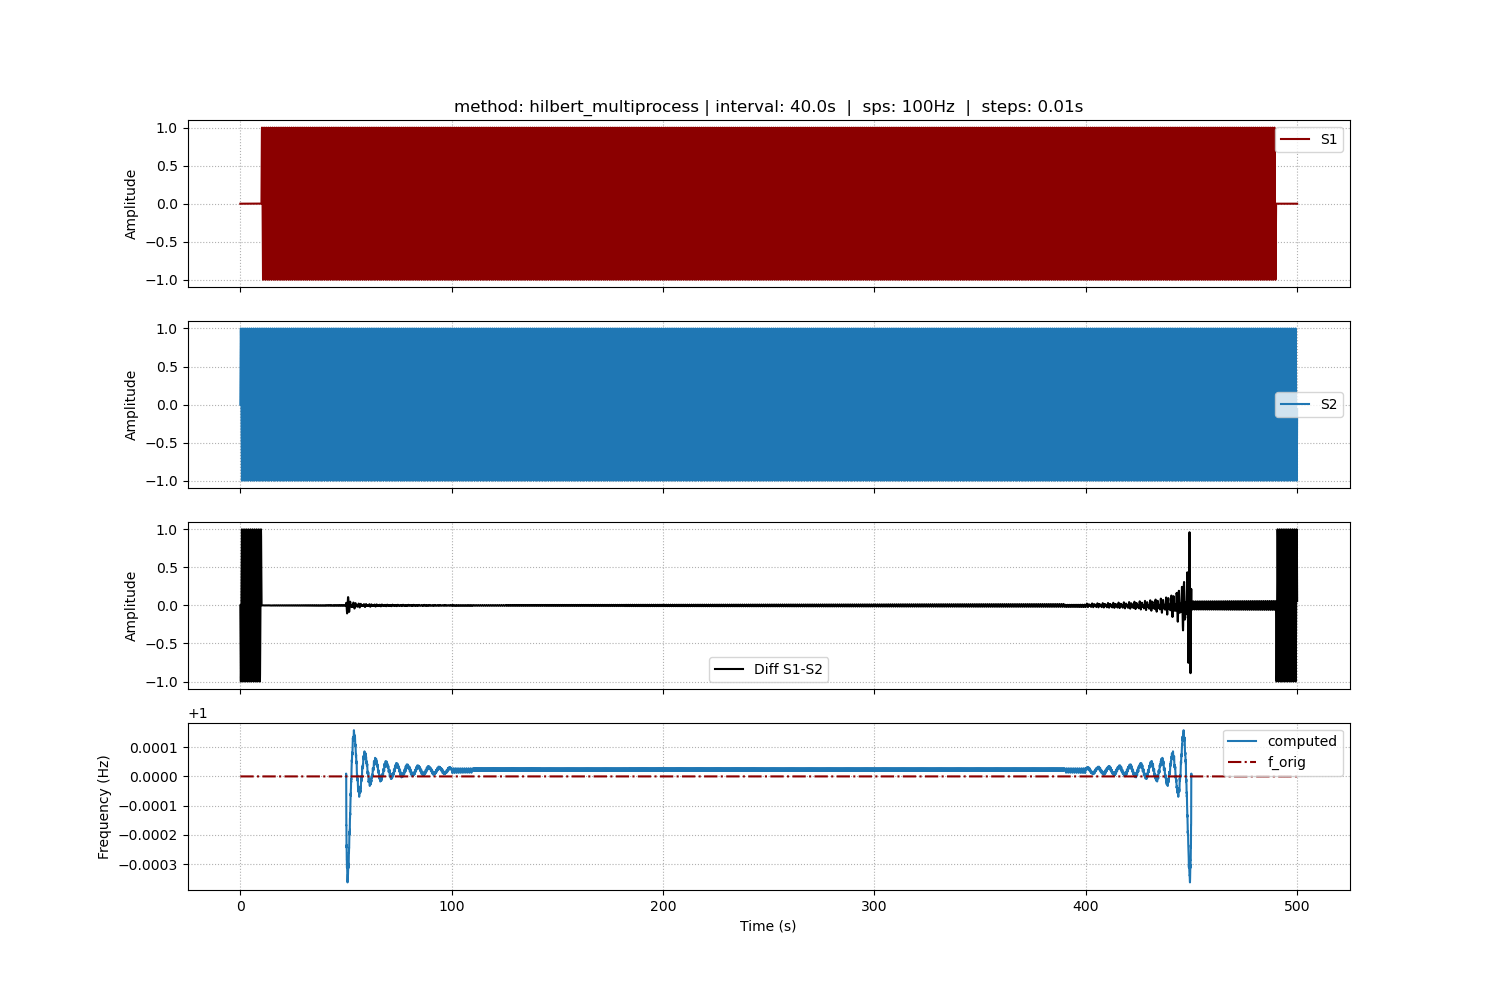 method: hilbert_multiprocess | interval: 40.0s  |  sps: 100Hz  |  steps: 0.01s
1.0
0.5
0.0
−0.5
−1.0
Amplitude
S1
1.0
0.5
0.0
−0.5
−1.0
Amplitude
S2
1.0
0.5
0.0
−0.5
−1.0
Amplitude
Diff S1-S2
+1
0.0001
0.0000
−0.0001
−0.0002
−0.0003
Frequency (Hz)
computed
f_orig
0 100 200 300 400 500
Time (s)